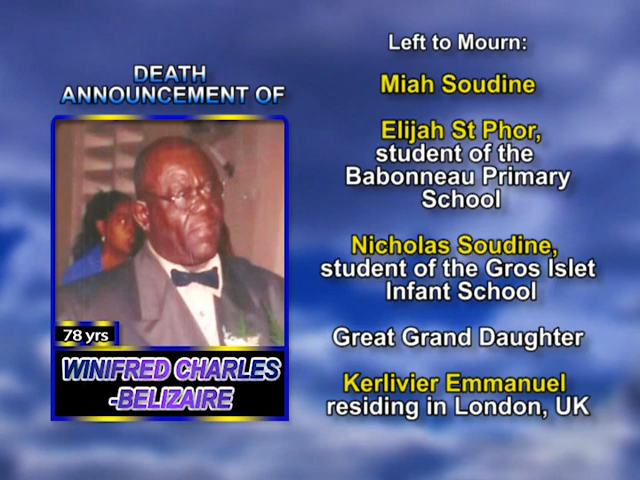 DEATH
ANNOUNCEMENT OF
78 yrs
WINIFRED CHARLES
-BELIZAIRE
Left to Mourn:
Miah Soudine
Elijah St Phor,
student of the
Babonneau Primary
School
Nicholas Soudine,
student of the Gros Islet
Infant School
Great Grand Daughter
Kerlivier Emmanuel
residing in London, UK